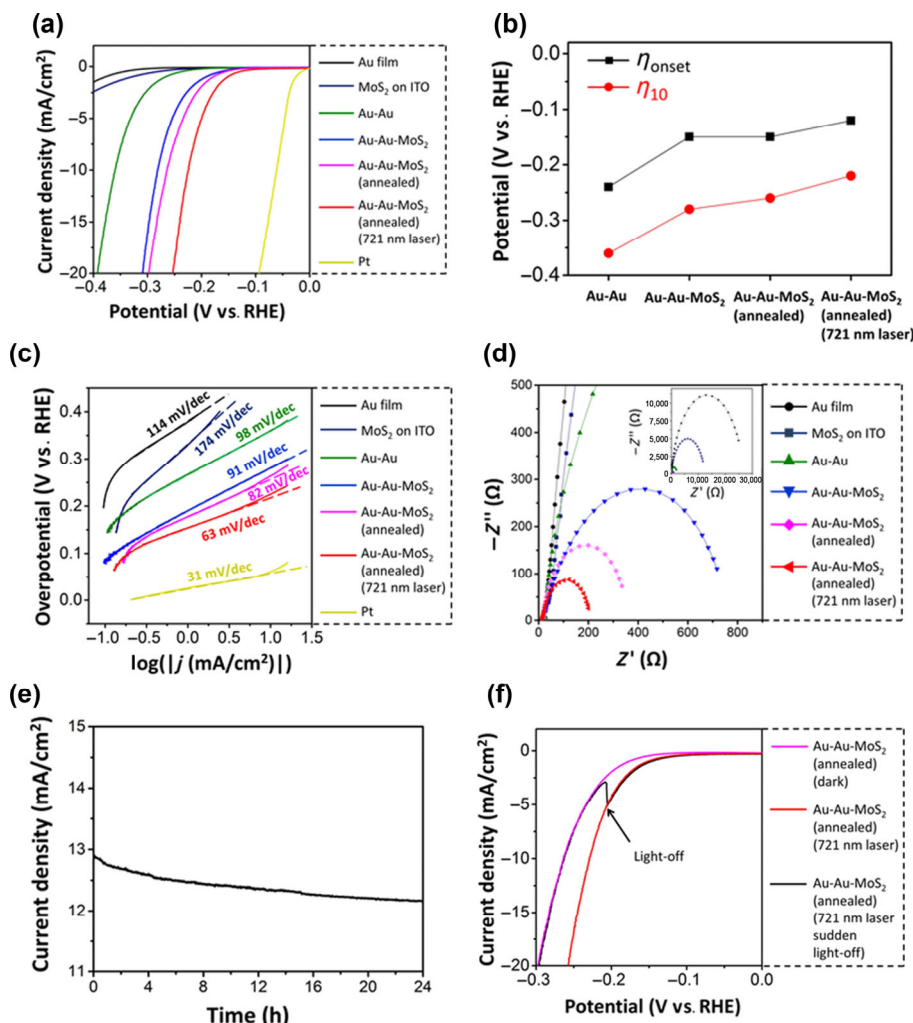 (a)
Current density (mA/cm²)
0
−5
−10
−15
−20
−0.4
−0.3
−0.2
−0.1
0.0
Potential (V vs. RHE)
Au film
MoS₂ on ITO
Au-Au
Au-Au-MoS₂
Au-Au-MoS₂
(annealed)
Au-Au-MoS₂
(annealed)
(721 nm laser)
Pt
(b)
Potential (V vs. RHE)
0.0
−0.1
−0.2
−0.3
−0.4
ηonset
η10
Au-Au
Au-Au-MoS₂
Au-Au-MoS₂
(annealed)
Au-Au-MoS₂
(annealed)
(721 nm laser)
(c)
Overpotential (V vs. RHE)
0.4
0.3
0.2
0.1
0.0
114 mV/dec
174 mV/dec
98 mV/dec
91 mV/dec
82 mV/dec
63 mV/dec
31 mV/dec
−1.0
−0.5
0.0
0.5
1.0
1.5
log(|j (mA/cm²)|)
Au film
MoS₂ on ITO
Au-Au
Au-Au-MoS₂
Au-Au-MoS₂
(annealed)
Au-Au-MoS₂
(annealed)
(721 nm laser)
Pt
(d)
−Z'' (Ω)
500
400
300
200
100
0
0
200
400
600
800
Z' (Ω)
−Z'' (Ω)
10,000
5,000
0
0
10,000
20,000
30,000
Z' (Ω)
Au film
MoS₂ on ITO
Au-Au
Au-Au-MoS₂
Au-Au-MoS₂
(annealed)
Au-Au-MoS₂
(annealed)
(721 nm laser)
(e)
Current density (mA/cm²)
15
14
13
12
11
0
4
8
12
16
20
24
Time (h)
(f)
Current density (mA/cm²)
0
−5
−10
−15
−20
−0.3
−0.2
−0.1
0.0
Potential (V vs. RHE)
Light-off
Au-Au-MoS₂
(annealed)
(dark)
Au-Au-MoS₂
(annealed)
(721 nm laser)
Au-Au-MoS₂
(annealed)
(721 nm laser
sudden
light-off)